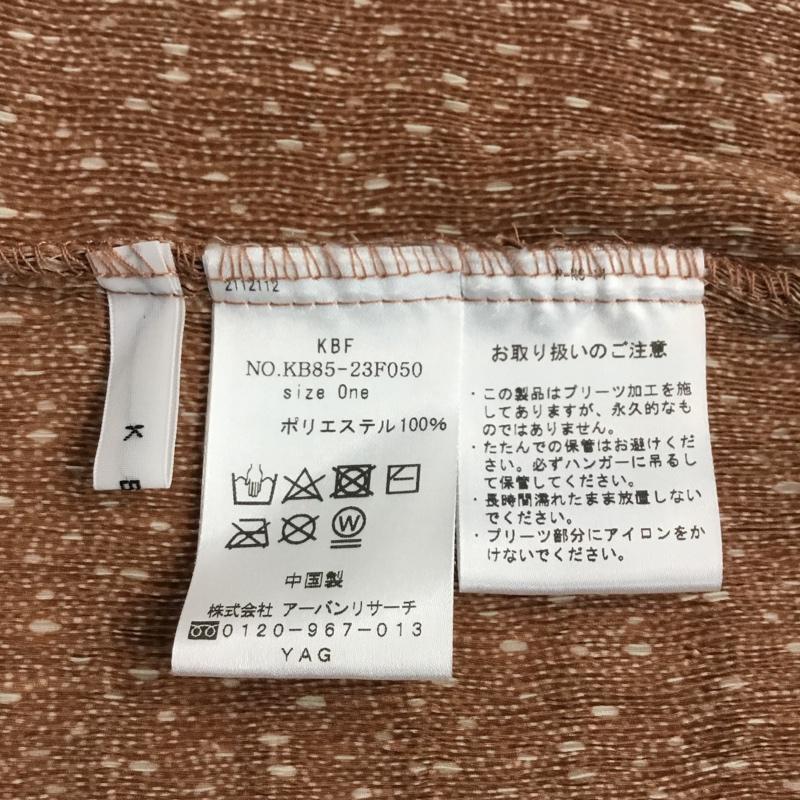 K
2112112
KBF
NO.KB85-23F050
size One
ポリエステル100%
W
中国製
株式会社 アーバンリサーチ
0120-967-013
YAG
お取り扱いのご注意
・この製品はプリーツ加工を施
してありますが、永久的なも
のではありません。
・たたんでの保管はお避けくだ
さい。必ずハンガーに吊るし
て保管してください。
・長時間濡れたまま放置しない
でください。
・プリーツ部分にアイロンをか
けないでください。